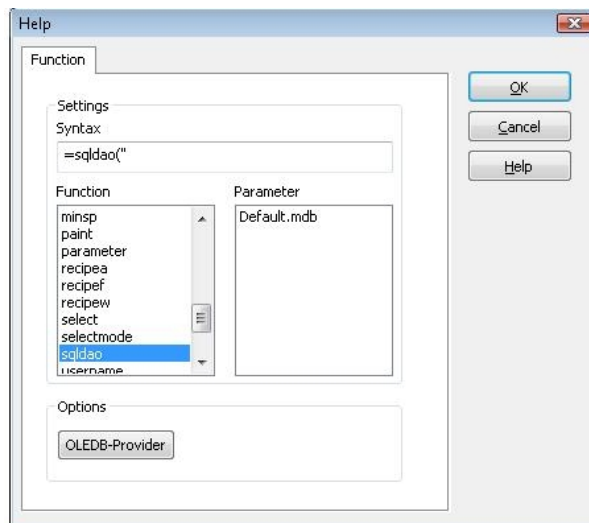 Help
Function
OK
Settings
Syntax
Cancel
=sqldao("
Help
Function
Parameter
minsp
Default.mdb
paint
parameter
recipea
recipef
recipew
select
selectmode
sqldao
username
Options
OLEDB-Provider